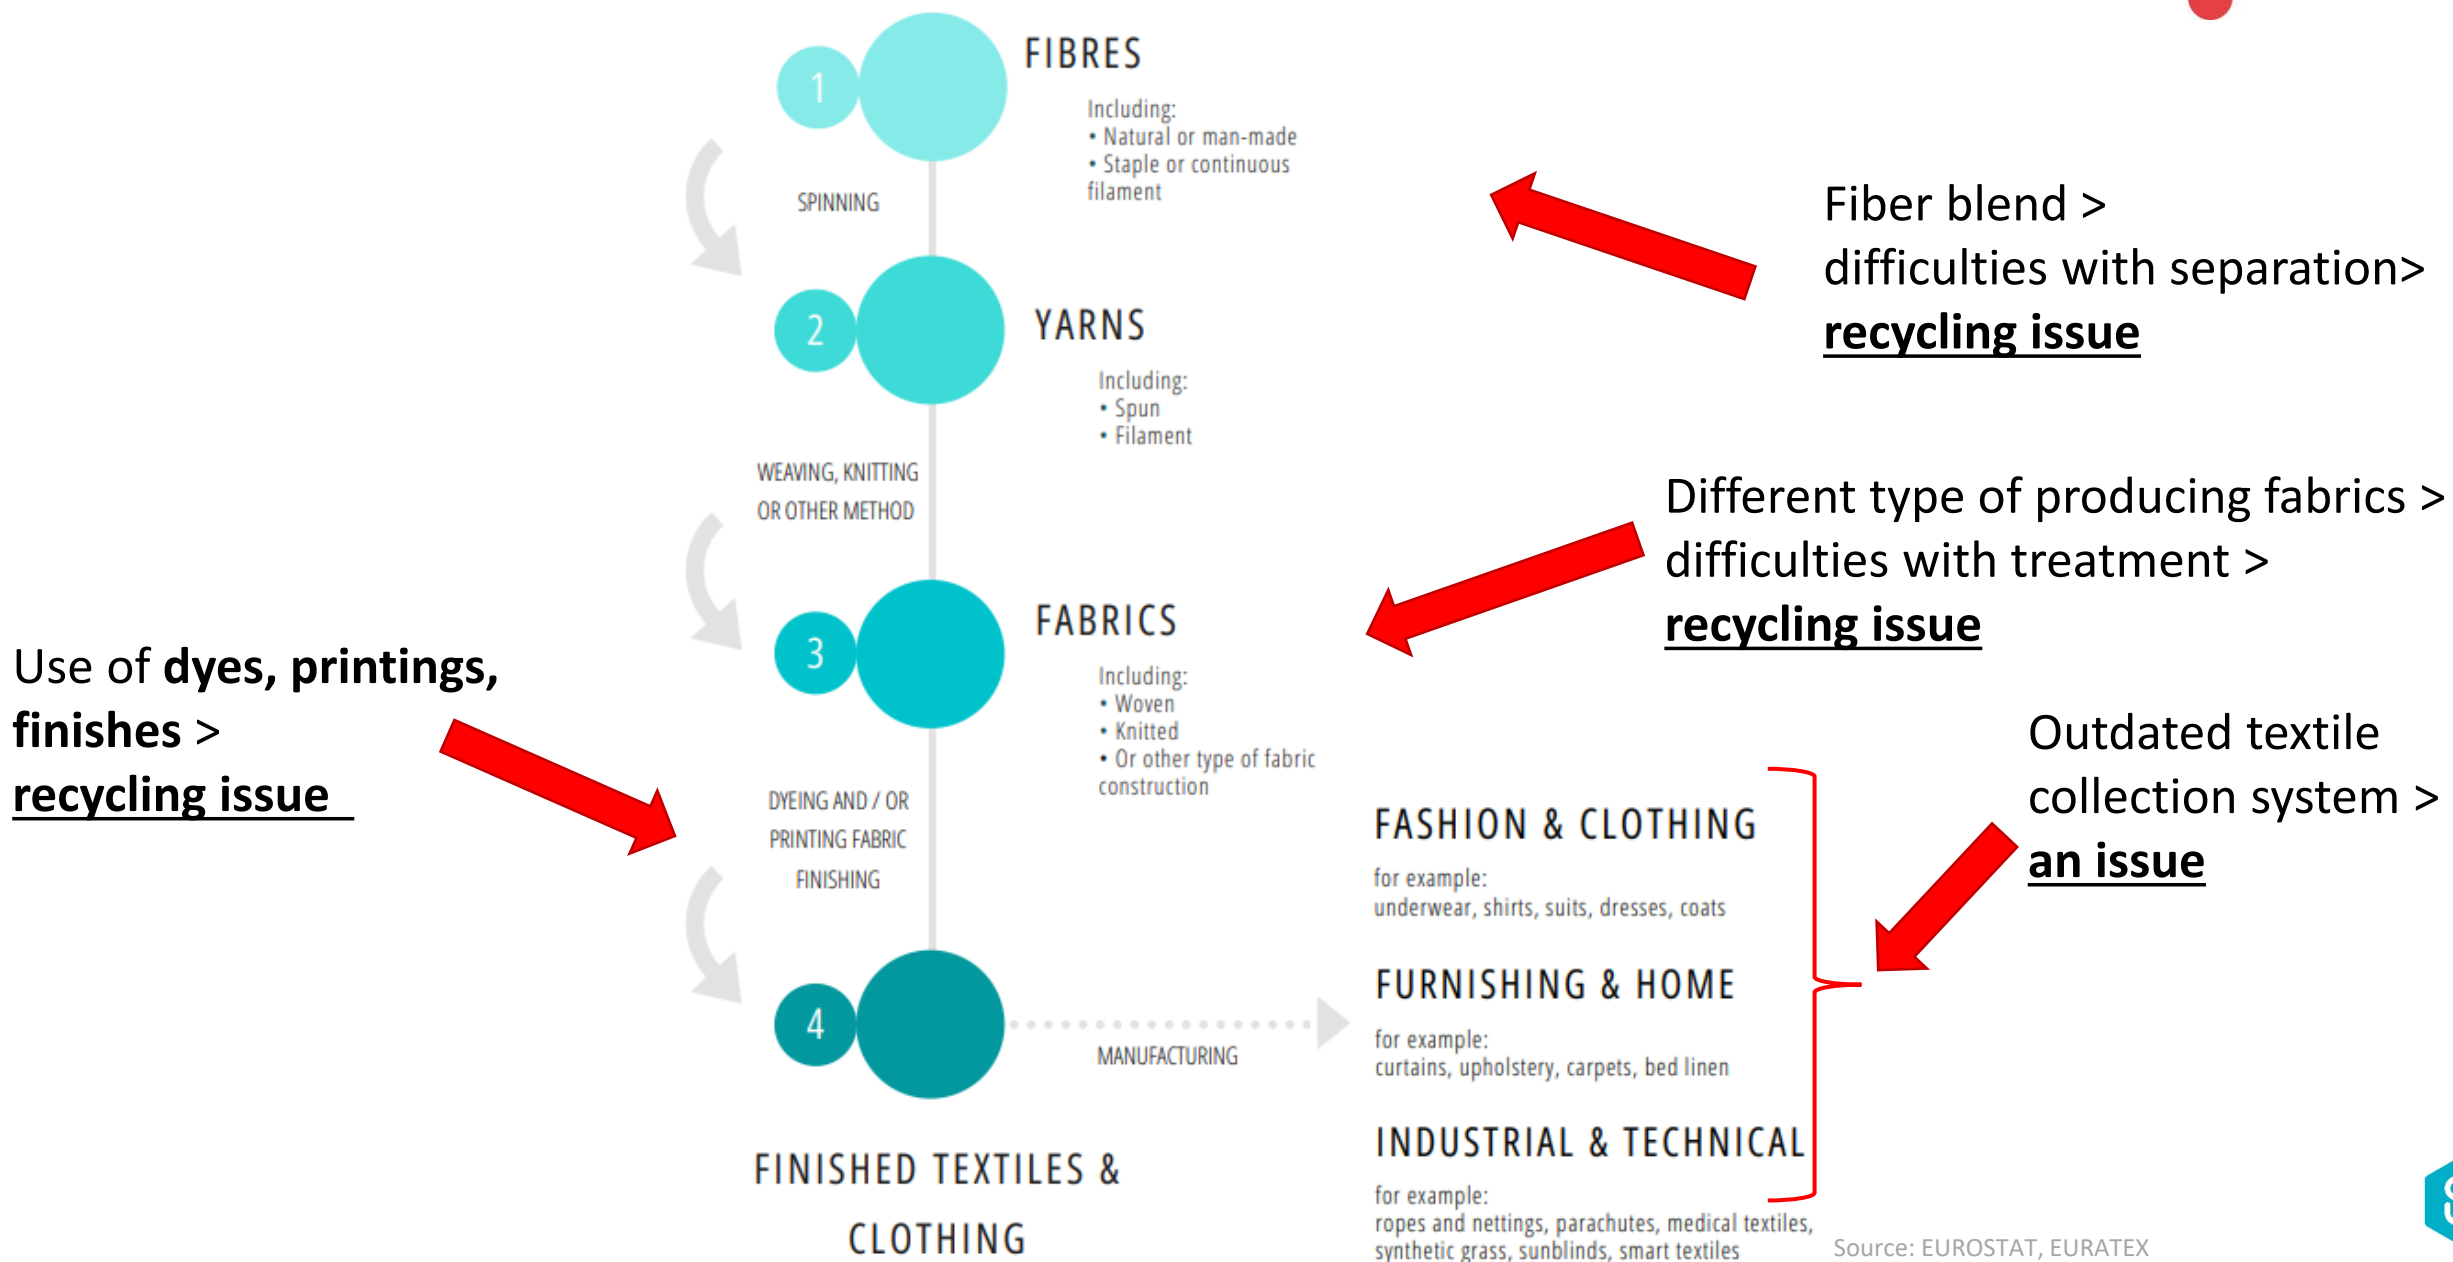 1
FIBRES
Including:
• Natural or man-made
• Staple or continuous
filament
SPINNING
Fiber blend >
difficulties with separation>
recycling issue
2
YARNS
Including:
• Spun
• Filament
WEAVING, KNITTING
OR OTHER METHOD
Different type of producing fabrics >
difficulties with treatment >
recycling issue
3
FABRICS
Including:
• Woven
• Knitted
• Or other type of fabric
construction
Use of dyes, printings,
finishes >
recycling issue
DYEING AND / OR
PRINTING FABRIC
FINISHING
Outdated textile
collection system >
an issue
4
MANUFACTURING
FINISHED TEXTILES &
CLOTHING
FASHION & CLOTHING
for example:
underwear, shirts, suits, dresses, coats
FURNISHING & HOME
for example:
curtains, upholstery, carpets, bed linen
INDUSTRIAL & TECHNICAL
for example:
ropes and nettings, parachutes, medical textiles,
synthetic grass, sunblinds, smart textiles
Source: EUROSTAT, EURATEX